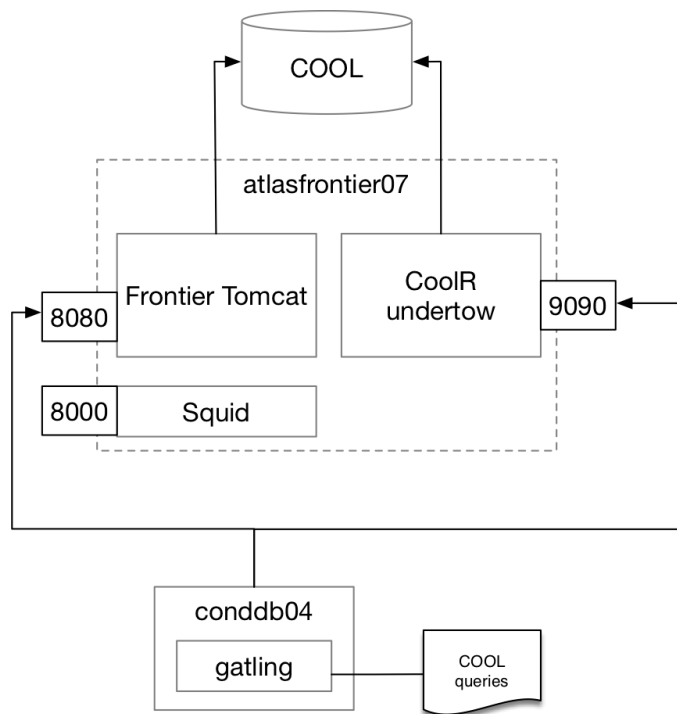 COOL
atlasfrontier07
Frontier Tomcat
CoolR
undertow
8080
9090
8000
Squid
conddb04
gatling
COOL
queries